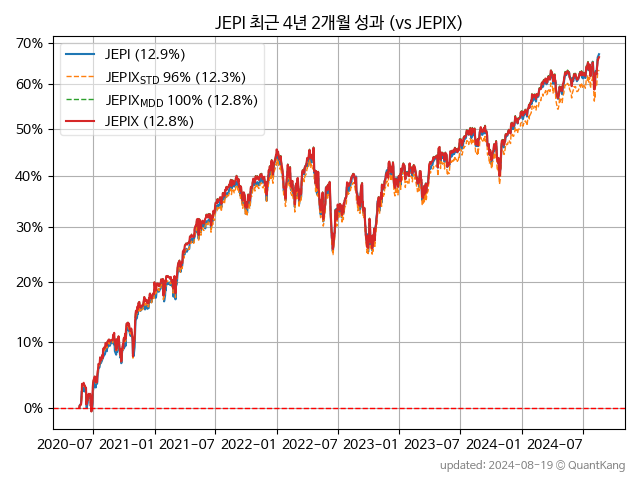 JEPI 최근 4년 2개월 성과 (vs JEPIX)
70%
60%
50%
40%
30%
20%
10%
0%
JEPI (12.9%)
JEPIX_STD 96% (12.3%)
JEPIX_MDD 100% (12.8%)
JEPIX (12.8%)
2020-07 2021-01 2021-07 2022-01 2022-07 2023-01 2023-07 2024-01 2024-07
updated: 2024-08-19 © QuantKang